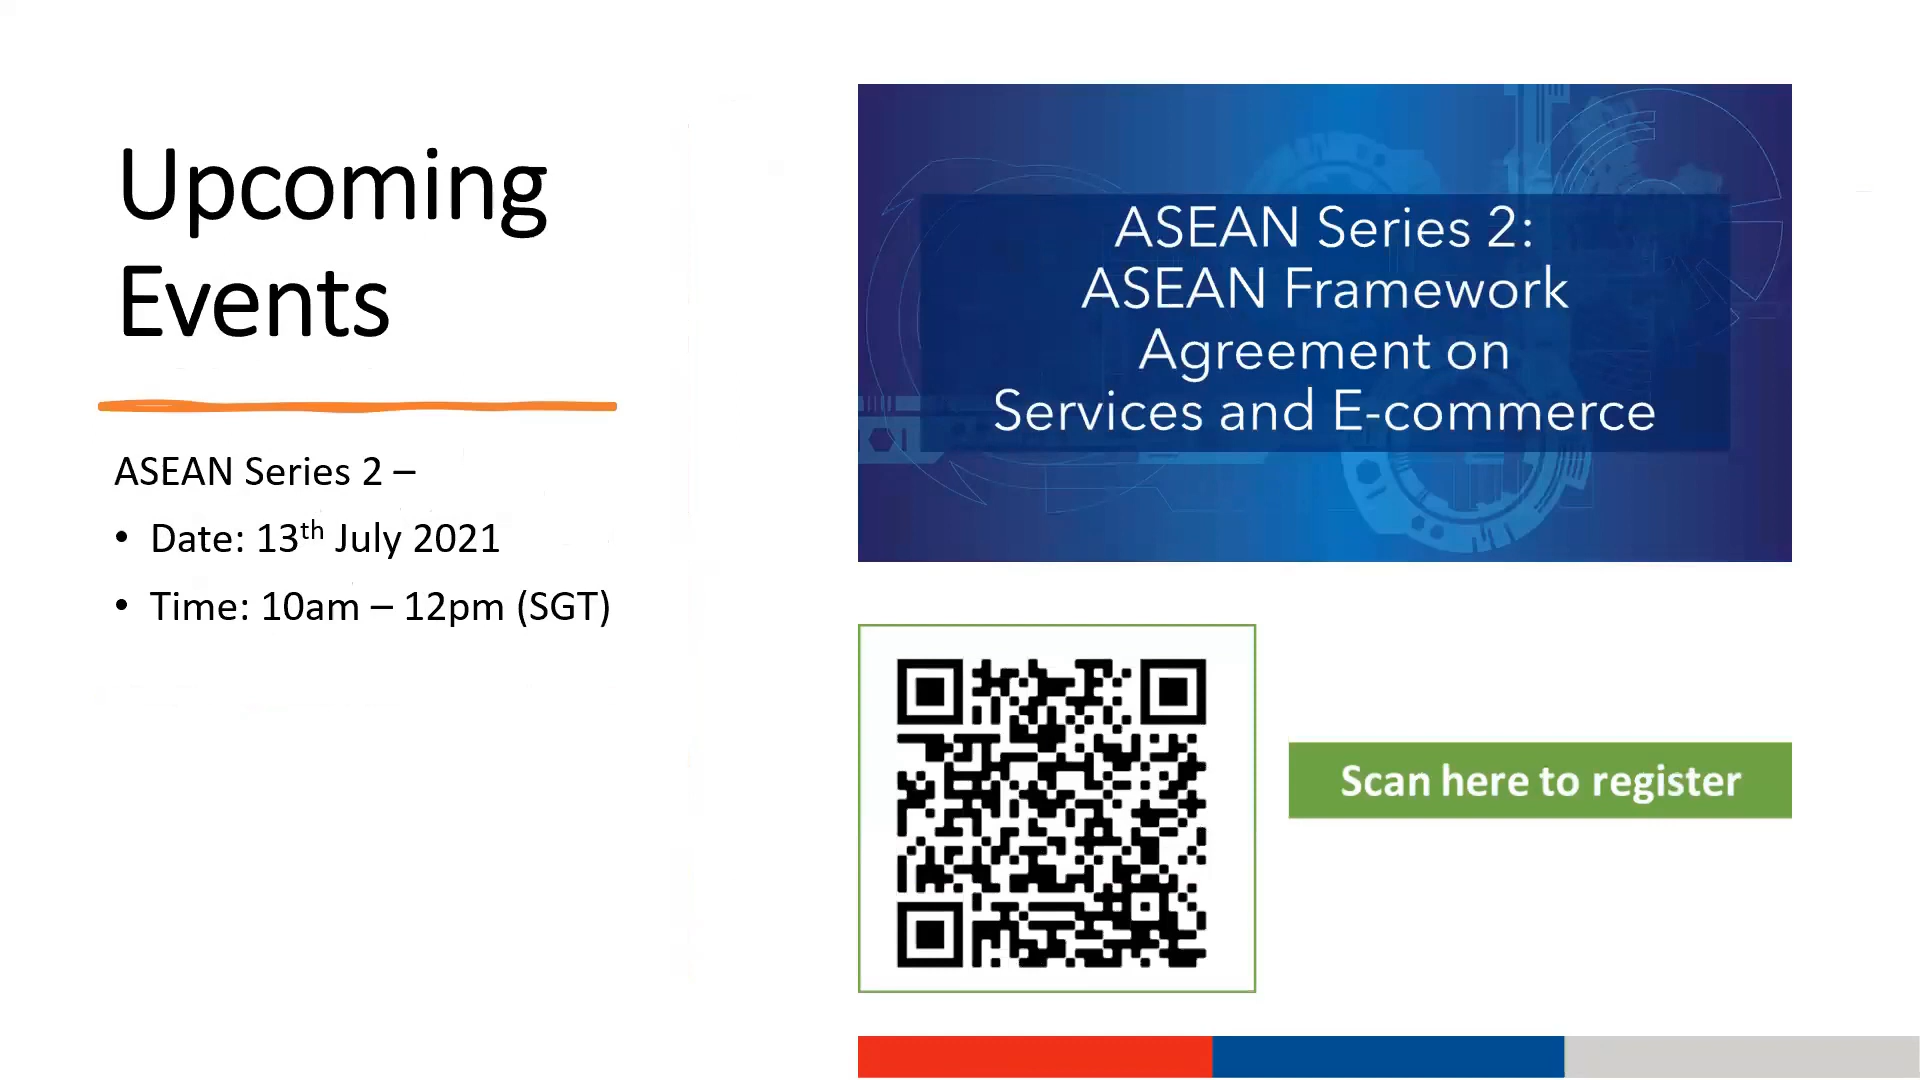 Upcoming
Events
ASEAN Series 2 –
• Date: 13th July 2021
• Time: 10am – 12pm (SGT)
ASEAN Series 2:
ASEAN Framework
Agreement on
Services and E-commerce
Scan here to register